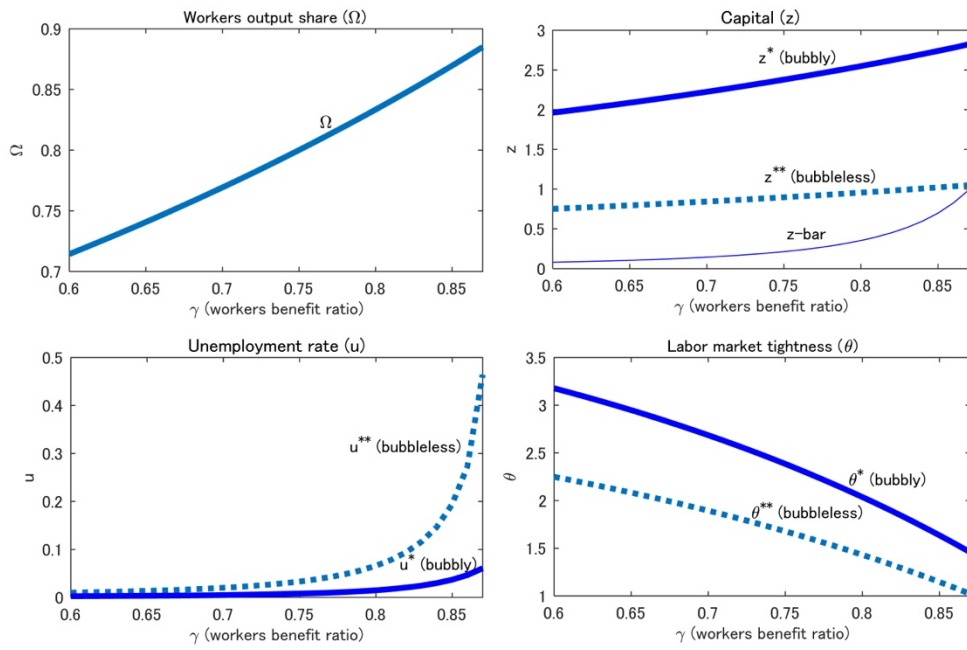 Workers output share (Ω)
0.9
0.85
0.8
0.75
0.7
Ω
Ω
0.6 0.65 0.7 0.75 0.8 0.85
γ (workers benefit ratio)
Capital (z)
3
2.5
2
1.5
1
0.5
0
z
z* (bubbly)
z** (bubbleless)
z-bar
0.6 0.65 0.7 0.75 0.8 0.85
γ (workers benefit ratio)
Unemployment rate (u)
0.5
0.4
0.3
0.2
0.1
0
u
u** (bubbleless)
u* (bubbly)
0.6 0.65 0.7 0.75 0.8 0.85
γ (workers benefit ratio)
Labor market tightness (θ)
3.5
3
2.5
2
1.5
1
θ
θ* (bubbly)
θ** (bubbleless)
0.6 0.65 0.7 0.75 0.8 0.85
γ (workers benefit ratio)